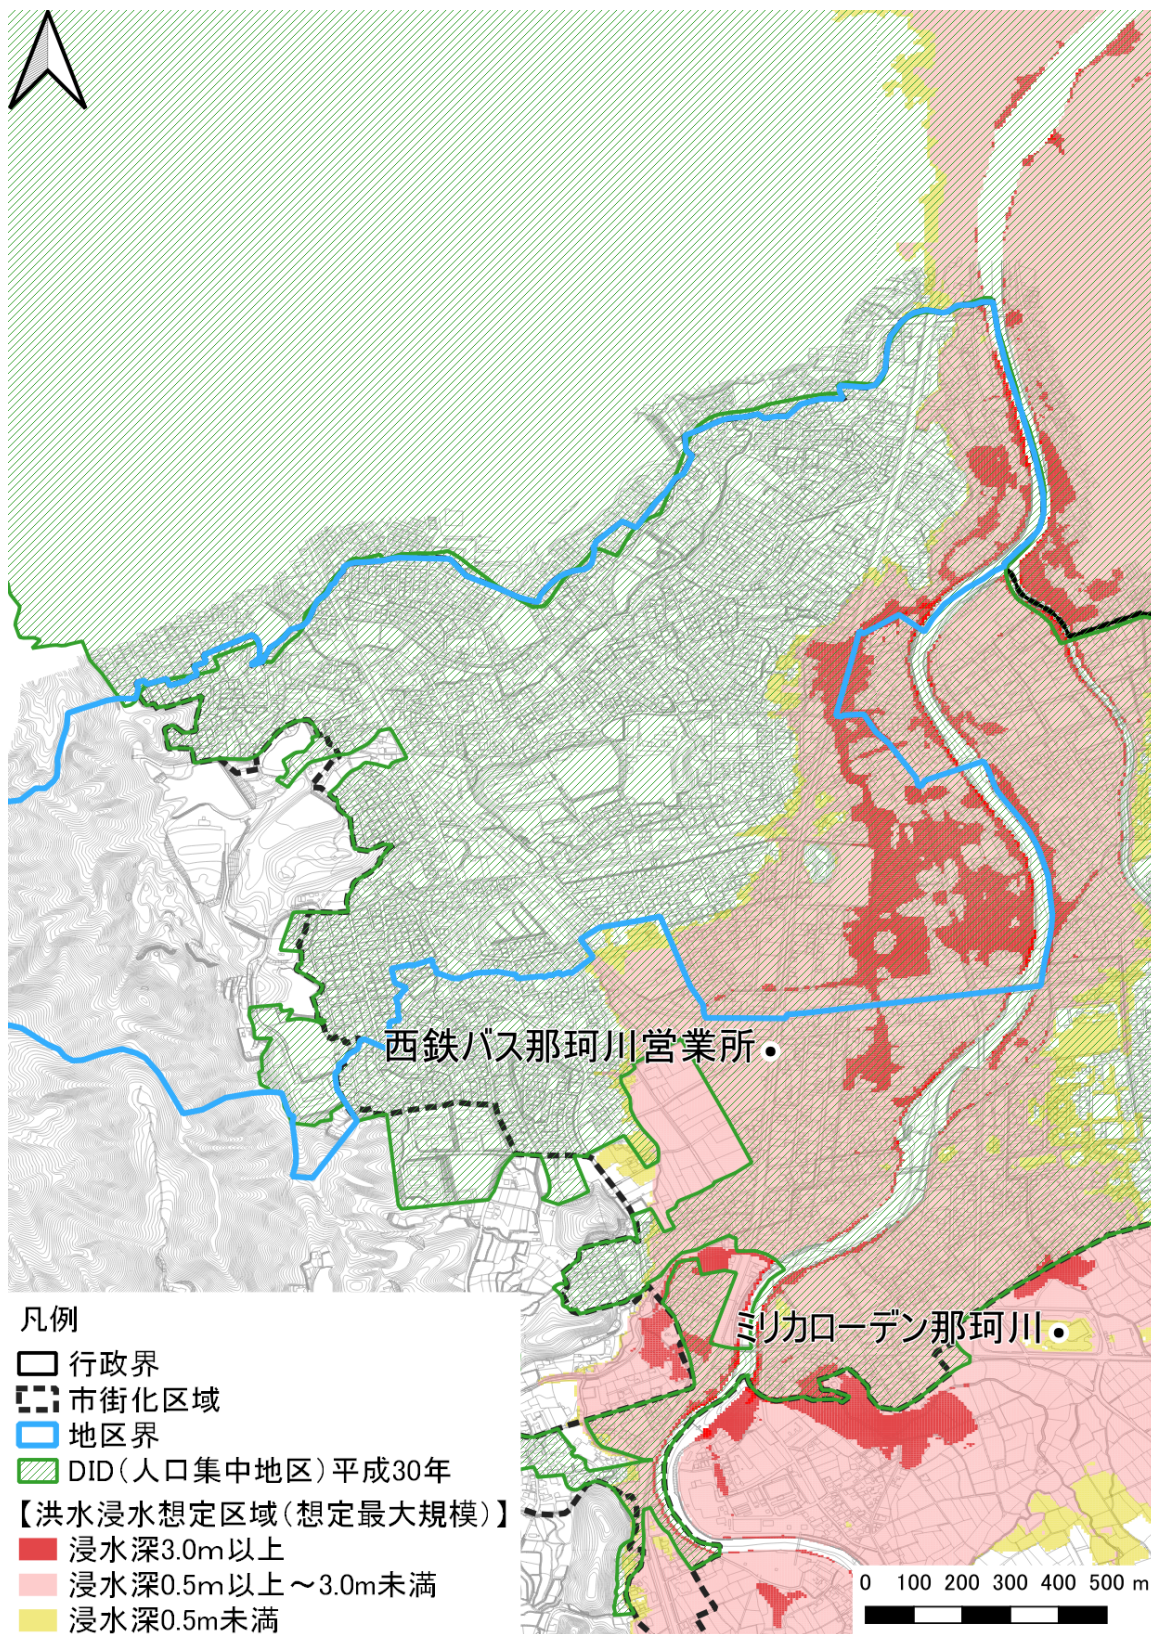 西鉄バス那珂川営業所
ミリカローデン那珂川
凡例
行政界
市街化区域
地区界
DID(人口集中地区)平成30年
【洪水浸水想定区域(想定最大規模)】
浸水深3.0m以上
浸水深0.5m以上~3.0m未満
浸水深0.5m未満
0 100 200 300 400 500 m